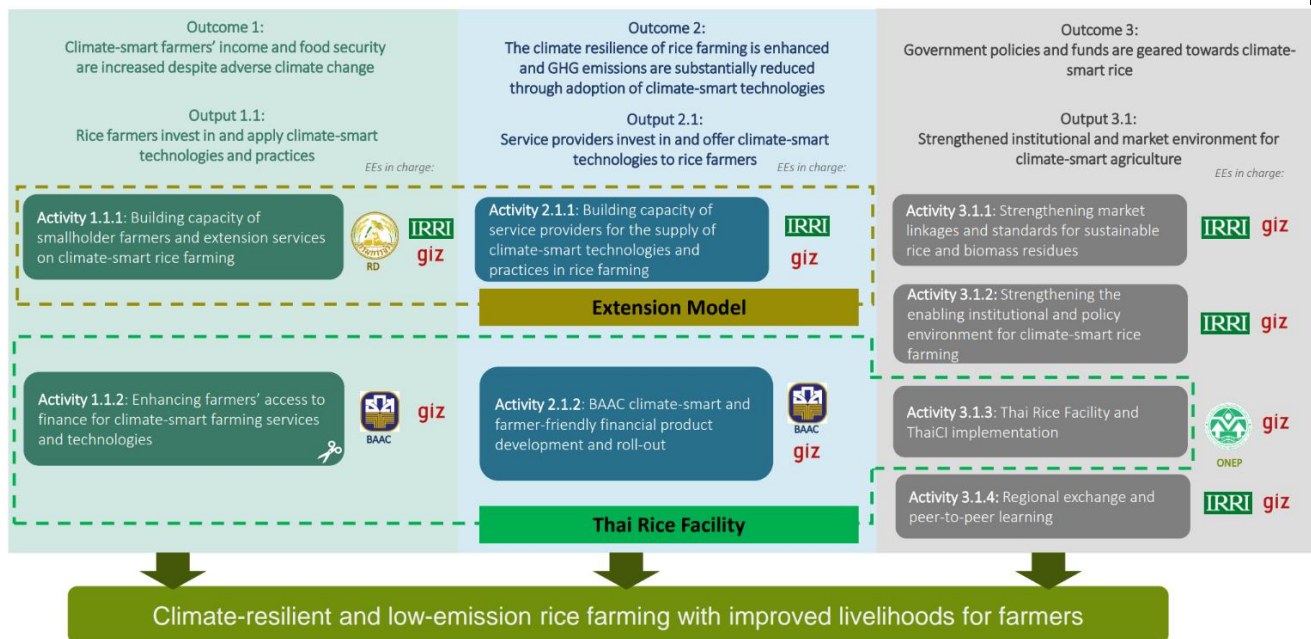 Outcome 1:
Climate-smart farmers' income and food security
are increased despite adverse climate change
Output 1.1:
Rice farmers invest in and apply climate-smart
technologies and practices
EEs in charge:
Activity 1.1.1: Building capacity of
smallholder farmers and extension services
on climate-smart rice farming
RD
IRRI
giz
Activity 1.1.2: Enhancing farmers' access to
finance for climate-smart farming services
and technologies
BAAC
giz
Outcome 2:
The climate resilience of rice farming is enhanced
and GHG emissions are substantially reduced
through adoption of climate-smart technologies
Output 2.1:
Service providers invest in and offer climate-smart
technologies to rice farmers
EEs in charge:
Activity 2.1.1: Building capacity of
service providers for the supply of
climate-smart technologies and
practices in rice farming
IRRI
giz
Extension Model
Activity 2.1.2: BAAC climate-smart and
farmer-friendly financial product
development and roll-out
BAAC
giz
Thai Rice Facility
Outcome 3:
Government policies and funds are geared towards climate-
smart rice
Output 3.1:
Strengthened institutional and market environment for
climate-smart agriculture
EEs in charge:
Activity 3.1.1: Strengthening market
linkages and standards for sustainable
rice and biomass residues
IRRI giz
Activity 3.1.2: Strengthening the
enabling institutional and policy
environment for climate-smart rice
farming
IRRI giz
Activity 3.1.3: Thai Rice Facility and
ThaiCI implementation
ONEP
giz
Activity 3.1.4: Regional exchange and
peer-to-peer learning
IRRI giz
Climate-resilient and low-emission rice farming with improved livelihoods for farmers